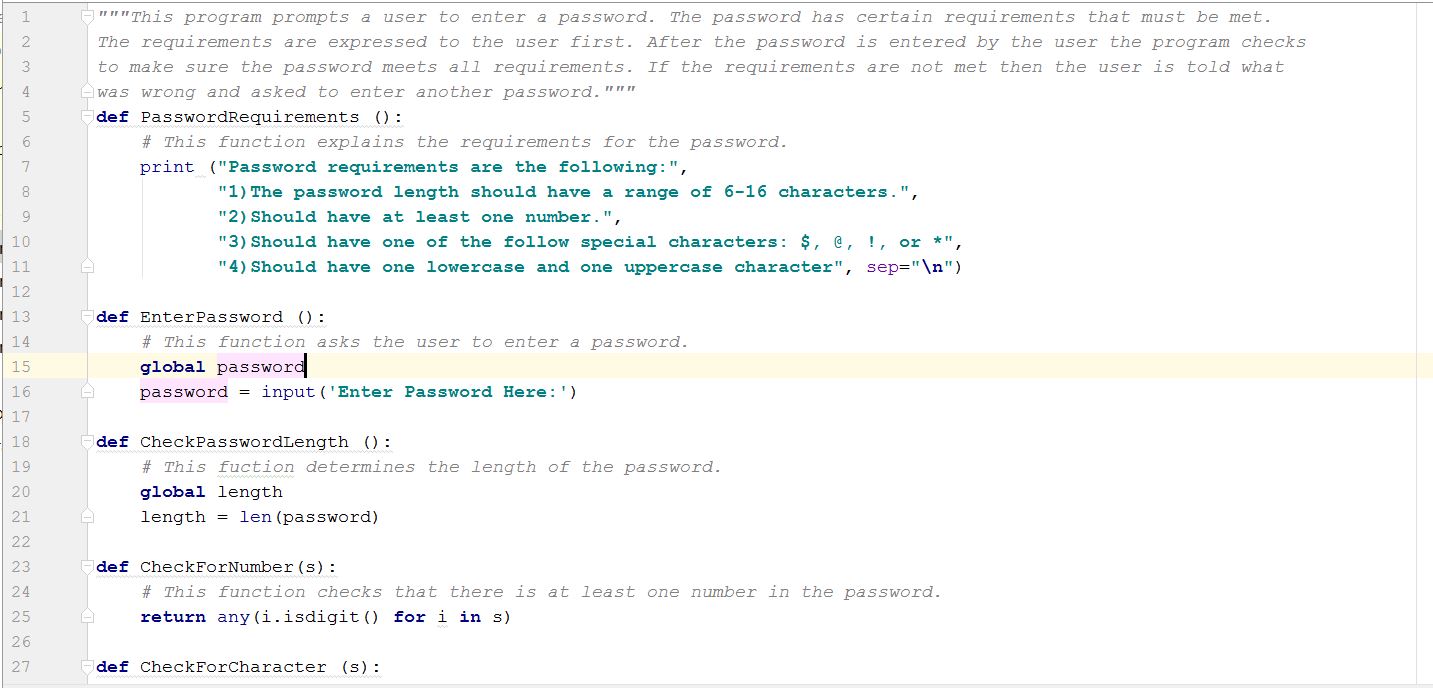 1 """This program prompts a user to enter a password. The password has certain requirements that must be met.
2 The requirements are expressed to the user first. After the password is entered by the user the program checks
3 to make sure the password meets all requirements. If the requirements are not met then the user is told what
4 was wrong and asked to enter another password."""
5 def PasswordRequirements ():
6     # This function explains the requirements for the password.
7     print ("Password requirements are the following:",
8            "1)The password length should have a range of 6-16 characters.",
9            "2)Should have at least one number.",
10            "3)Should have one of the follow special characters: $, @, !, or *",
11            "4)Should have one lowercase and one uppercase character", sep="\n")
12
13 def EnterPassword ():
14     # This function asks the user to enter a password.
15     global password
16     password = input('Enter Password Here:')
17
18 def CheckPasswordLength ():
19     # This fuction determines the length of the password.
20     global length
21     length = len(password)
22
23 def CheckForNumber(s):
24     # This function checks that there is at least one number in the password.
25     return any(i.isdigit() for i in s)
26
27 def CheckForCharacter (s):